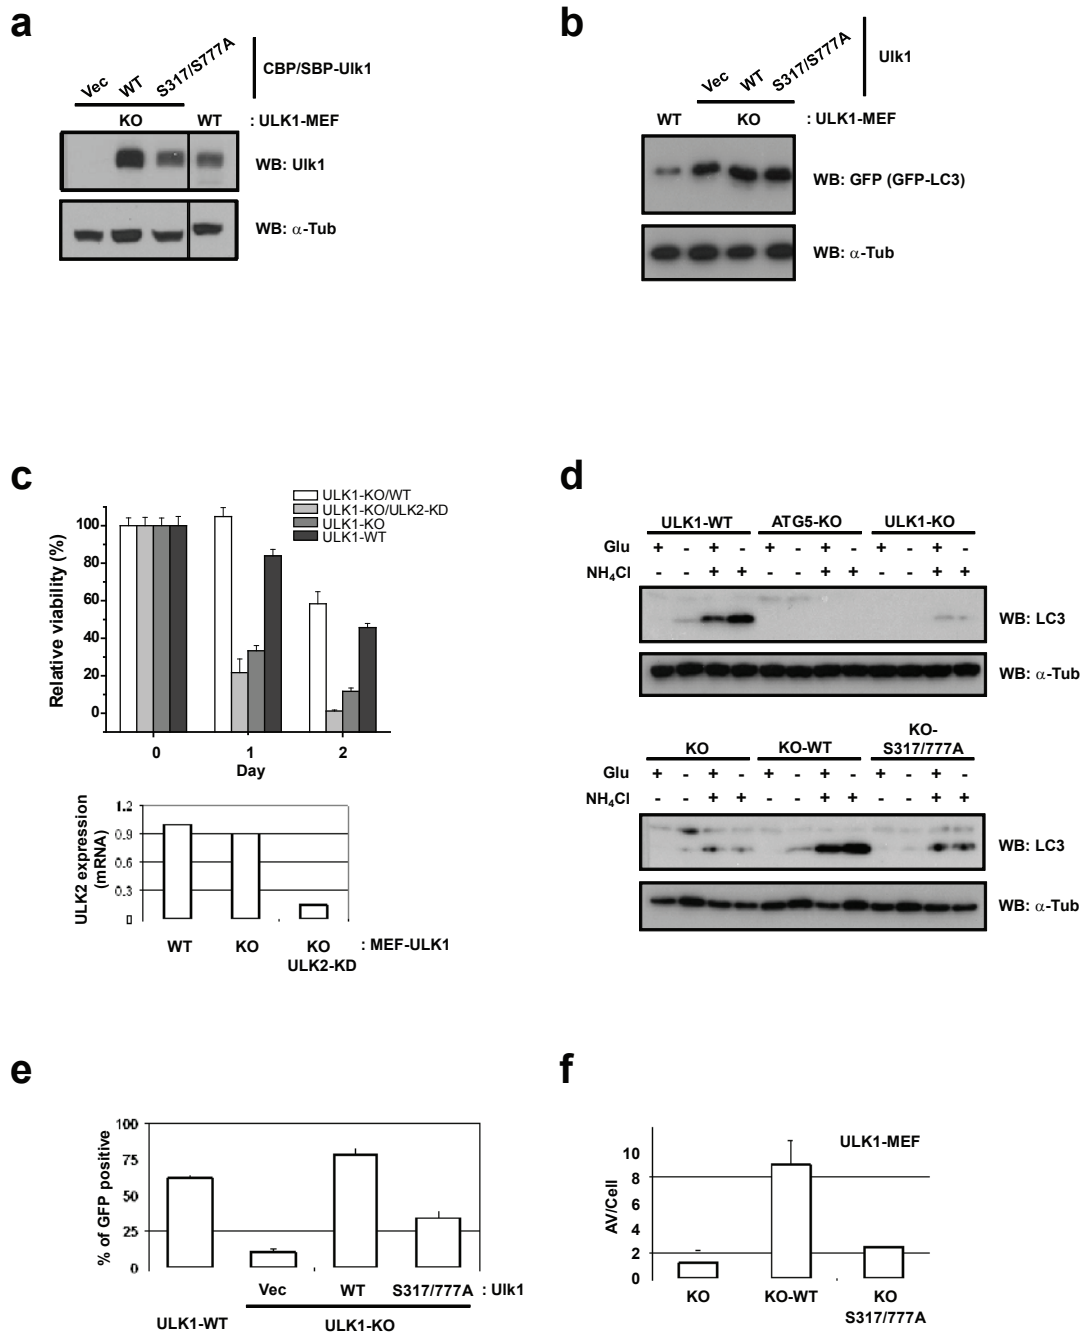 a
Vec WT S317/S777A CBP/SBP-Ulk1
KO WT : ULK1-MEF
WB: Ulk1
WB: α-Tub
b
Vec WT S317/S777A Ulk1
WT KO : ULK1-MEF
WB: GFP (GFP-LC3)
WB: α-Tub
c
ULK1-KO/WT
ULK1-KO/ULK2-KD
ULK1-KO
ULK1-WT
Relative viability (%)
100
80
60
40
20
0
0 1 2
Day
ULK2 expression
(mRNA)
1.2
0.9
0.6
0.3
0
WT KO KO : MEF-ULK1
ULK2-KD
d
ULK1-WT ATG5-KO ULK1-KO
Glu + - + - + - + - + - + -
NH₄Cl - - + + - - + + - - + +
WB: LC3
WB: α-Tub
KO KO-WT KO-
S317/777A
Glu + - + - + - + - + - + -
NH₄Cl - - + + - - + + - - + +
WB: LC3
WB: α-Tub
e
% of GFP positive
100
75
50
25
0
Vec WT S317/777A : Ulk1
ULK1-WT ULK1-KO
f
ULK1-MEF
AV/Cell
10
8
6
4
2
0
KO KO-WT KO
S317/777A